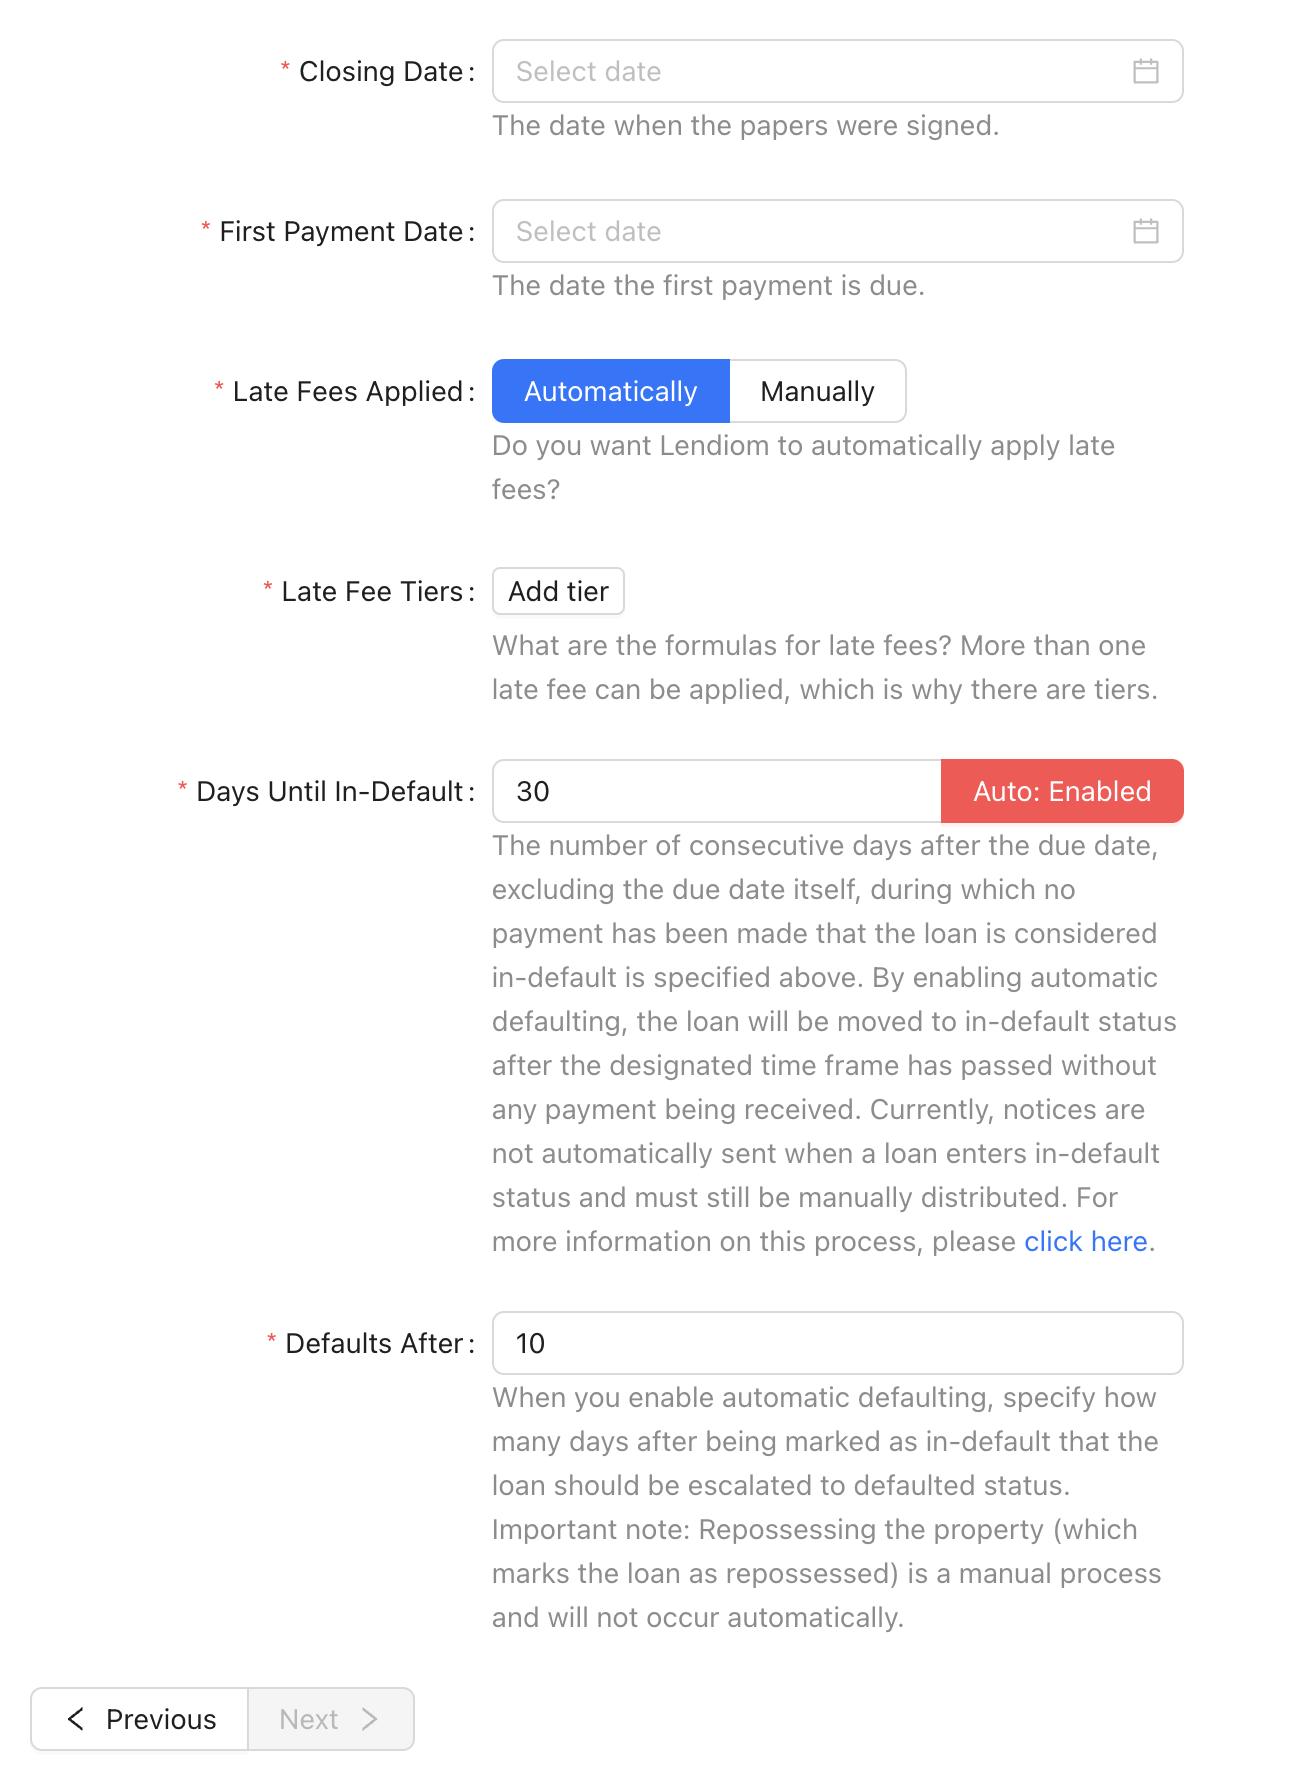 * Closing Date:
Select date
The date when the papers were signed.
* First Payment Date:
Select date
The date the first payment is due.
* Late Fees Applied:
Automatically
Manually
Do you want Lendiom to automatically apply late
fees?
* Late Fee Tiers:
Add tier
What are the formulas for late fees? More than one
late fee can be applied, which is why there are tiers.
* Days Until In-Default:
30
Auto: Enabled
The number of consecutive days after the due date,
excluding the due date itself, during which no
payment has been made that the loan is considered
in-default is specified above. By enabling automatic
defaulting, the loan will be moved to in-default status
after the designated time frame has passed without
any payment being received. Currently, notices are
not automatically sent when a loan enters in-default
status and must still be manually distributed. For
more information on this process, please click here.
* Defaults After:
10
When you enable automatic defaulting, specify how
many days after being marked as in-default that the
loan should be escalated to defaulted status.
Important note: Repossessing the property (which
marks the loan as repossessed) is a manual process
and will not occur automatically.
Previous
Next